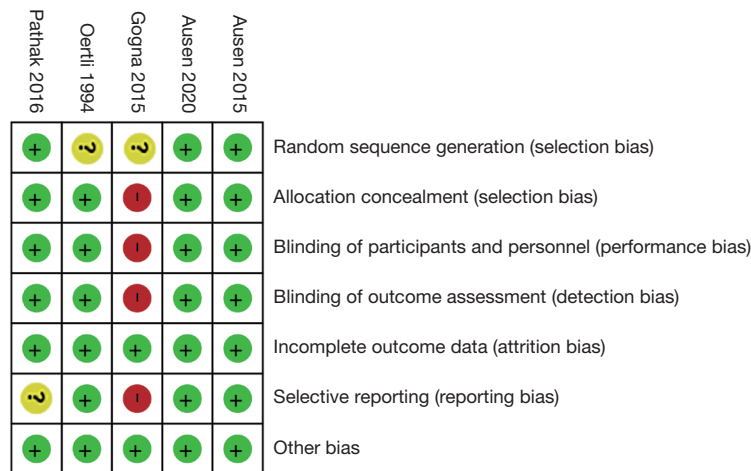 Pathak 2016
Oertli 1994
Gogna 2015
Ausen 2020
Ausen 2015
+ ? ? + + Random sequence generation (selection bias)
+ + - + + Allocation concealment (selection bias)
+ + - + + Blinding of participants and personnel (performance bias)
+ + - + + Blinding of outcome assessment (detection bias)
+ + + + + Incomplete outcome data (attrition bias)
? + - + + Selective reporting (reporting bias)
+ + + + + Other bias